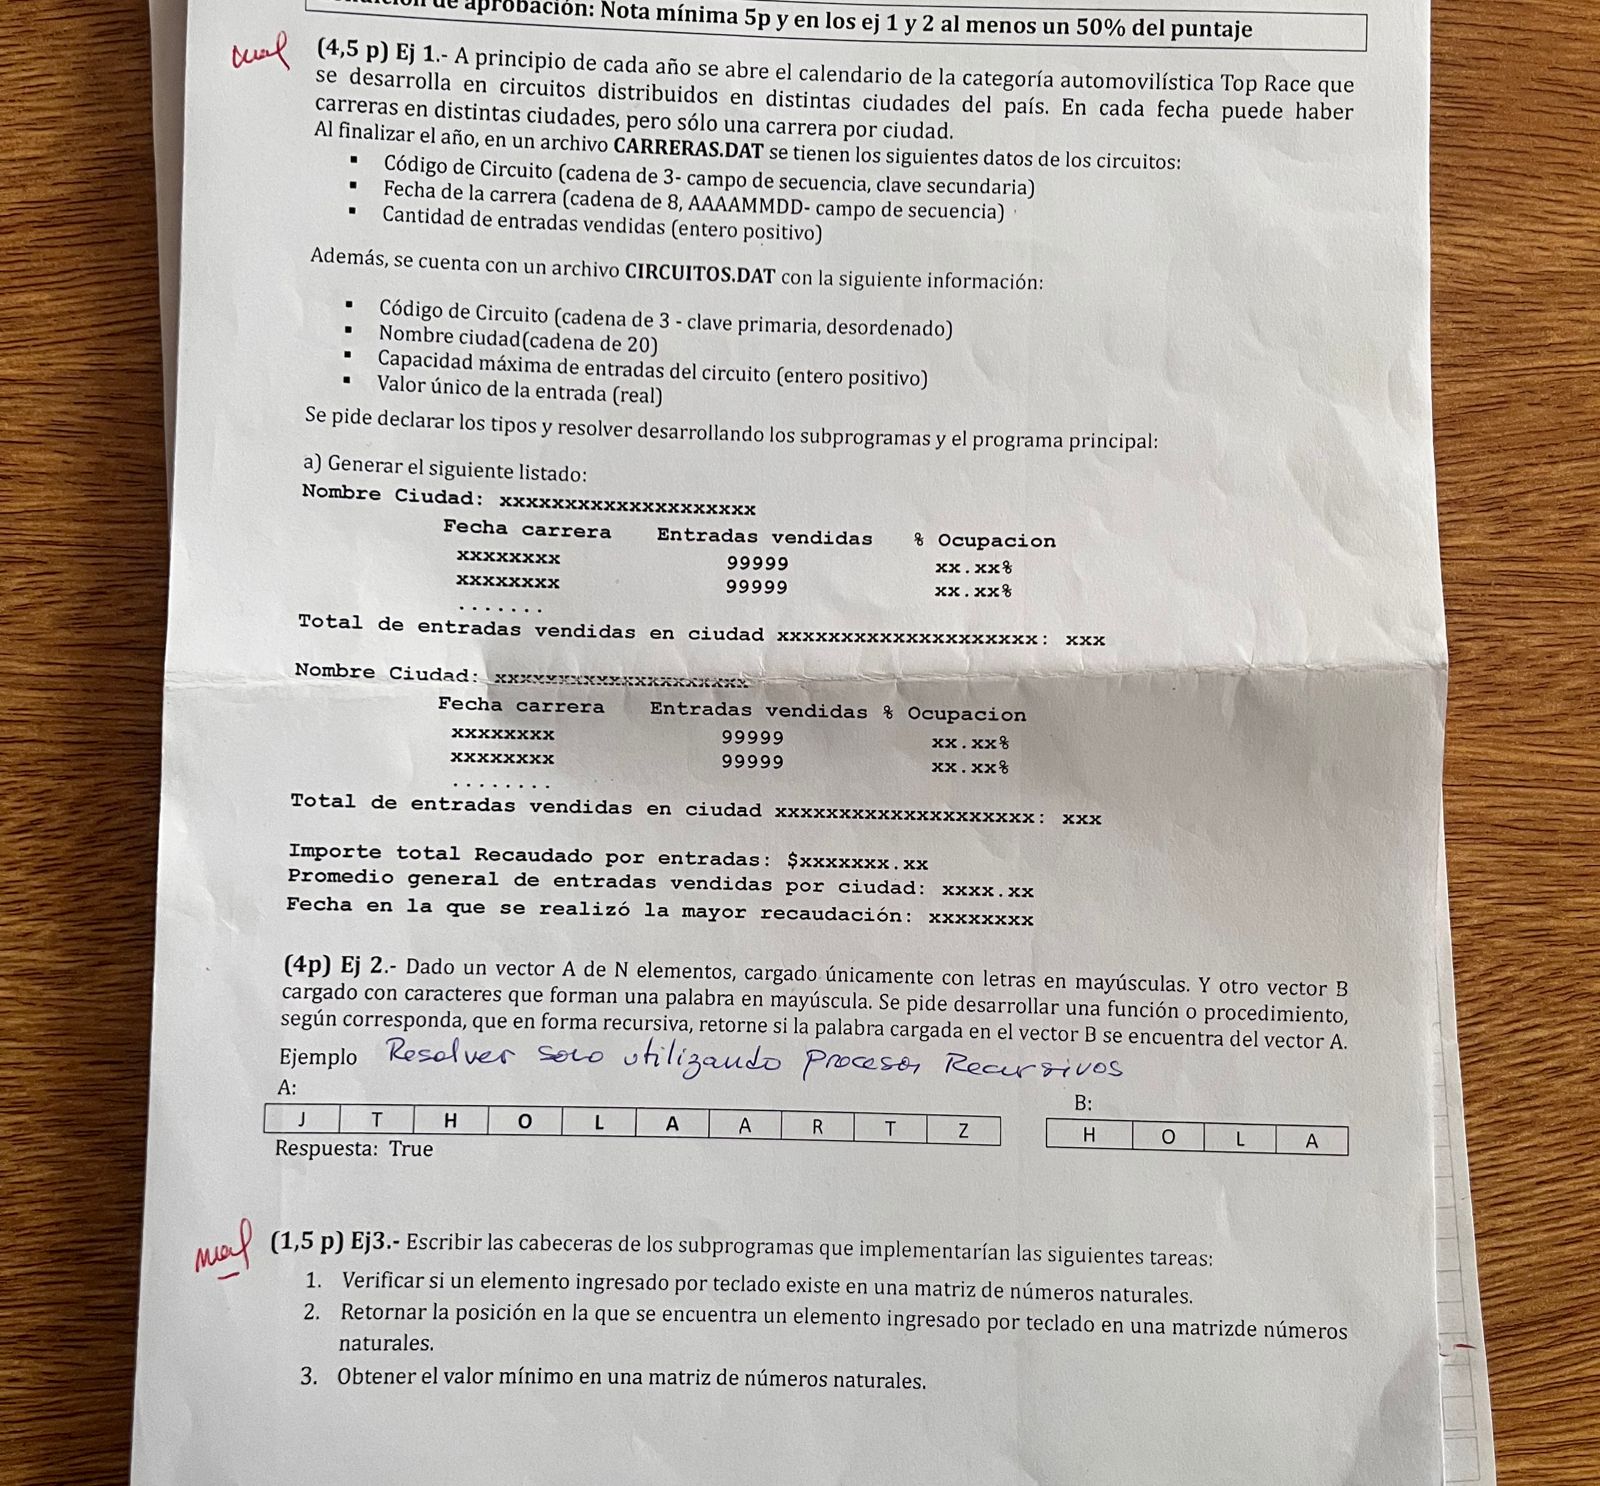 de aprobación: Nota mínima 5p y en los ej 1 y 2 al menos un 50% del puntaje
mal
(4,5 p) Ej 1.- A principio de cada año se abre el calendario de la categoría automovilística Top Race que
se desarrolla en circuitos distribuidos en distintas ciudades del país. En cada fecha puede haber
carreras en distintas ciudades, pero sólo una carrera por ciudad.
Al finalizar el año, en un archivo CARRERAS.DAT se tienen los siguientes datos de los circuitos:
▪ Código de Circuito (cadena de 3- campo de secuencia, clave secundaria)
▪ Fecha de la carrera (cadena de 8, AAAAMMDD- campo de secuencia)
▪ Cantidad de entradas vendidas (entero positivo)
Además, se cuenta con un archivo CIRCUITOS.DAT con la siguiente información:
▪ Código de Circuito (cadena de 3 - clave primaria, desordenado)
▪ Nombre ciudad(cadena de 20)
▪ Capacidad máxima de entradas del circuito (entero positivo)
▪ Valor único de la entrada (real)
Se pide declarar los tipos y resolver desarrollando los subprogramas y el programa principal:
a) Generar el siguiente listado:
Nombre Ciudad: xxxxxxxxxxxxxxxxxxxx
Fecha carrera Entradas vendidas % Ocupacion
xxxxxxxx 99999 xx.xx%
xxxxxxxx 99999 xx.xx%
.......
Total de entradas vendidas en ciudad xxxxxxxxxxxxxxxxxxxx: xxx
Nombre Ciudad: xxxxxxxxxxxxxxxxxxxx
Fecha carrera Entradas vendidas % Ocupacion
xxxxxxxx 99999 xx.xx%
xxxxxxxx 99999 xx.xx%
........
Total de entradas vendidas en ciudad xxxxxxxxxxxxxxxxxxxx: xxx
Importe total Recaudado por entradas: $xxxxxxx.xx
Promedio general de entradas vendidas por ciudad: xxxx.xx
Fecha en la que se realizó la mayor recaudación: xxxxxxxx
(4p) Ej 2.- Dado un vector A de N elementos, cargado únicamente con letras en mayúsculas. Y otro vector B
cargado con caracteres que forman una palabra en mayúscula. Se pide desarrollar una función o procedimiento,
según corresponda, que en forma recursiva, retorne si la palabra cargada en el vector B se encuentra del vector A.
Ejemplo Resolver solo utilizando Procesos Recursivos
A: B:
J T H O L A A R T Z H O L A
Respuesta: True
mal
(1,5 p) Ej3.- Escribir las cabeceras de los subprogramas que implementarían las siguientes tareas:
1. Verificar si un elemento ingresado por teclado existe en una matriz de números naturales.
2. Retornar la posición en la que se encuentra un elemento ingresado por teclado en una matrizde números
naturales.
3. Obtener el valor mínimo en una matriz de números naturales.